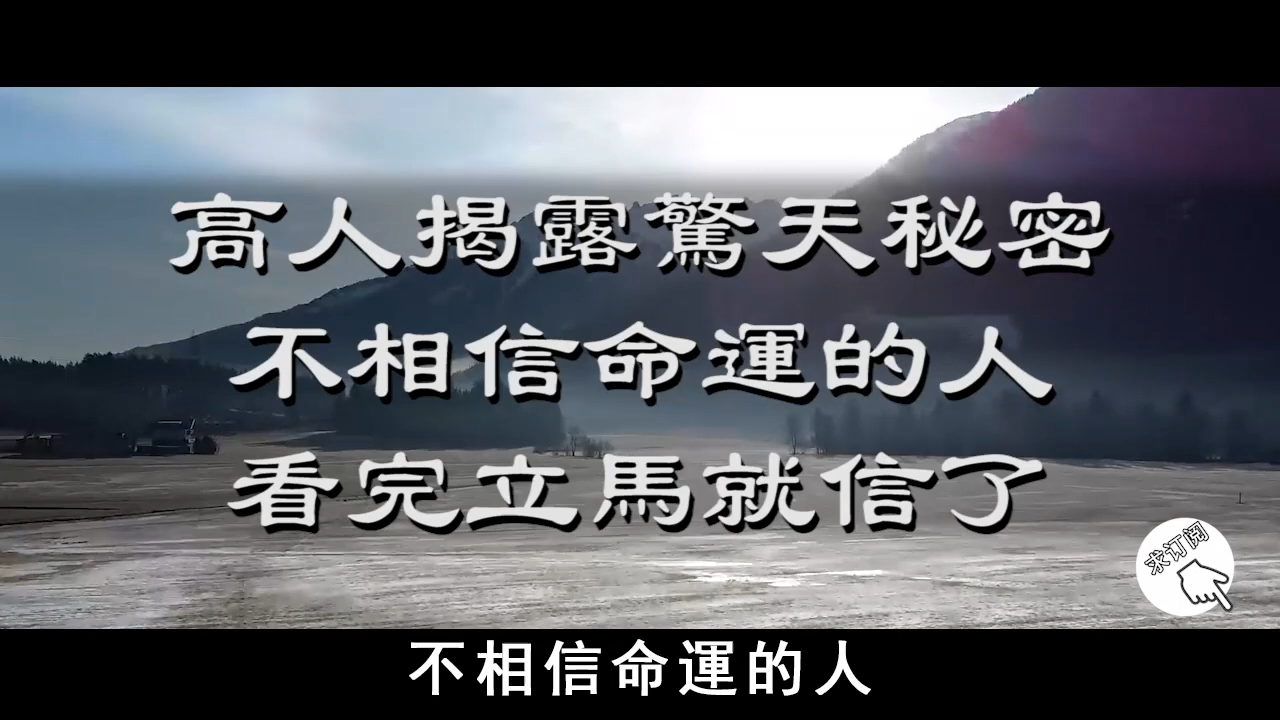 高人揭露驚天秘密
不相信命運的人
看完立馬就信了
求订阅
不相信命運的人